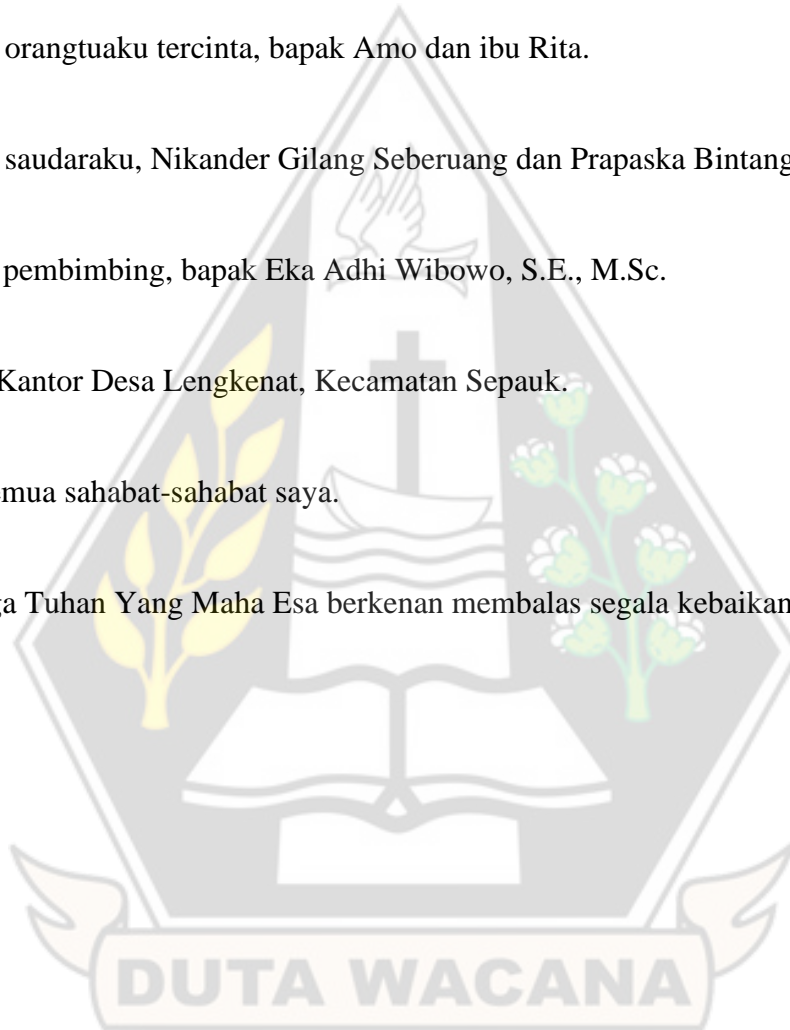 orangtuaku tercinta, bapak Amo dan ibu Rita.
saudaraku, Nikander Gilang Seberuang dan Prapaska Bintang
pembimbing, bapak Eka Adhi Wibowo, S.E., M.Sc.
Kantor Desa Lengkenat, Kecamatan Sepauk.
emua sahabat-sahabat saya.
ga Tuhan Yang Maha Esa berkenan membalas segala kebaikan
DUTA WACANA